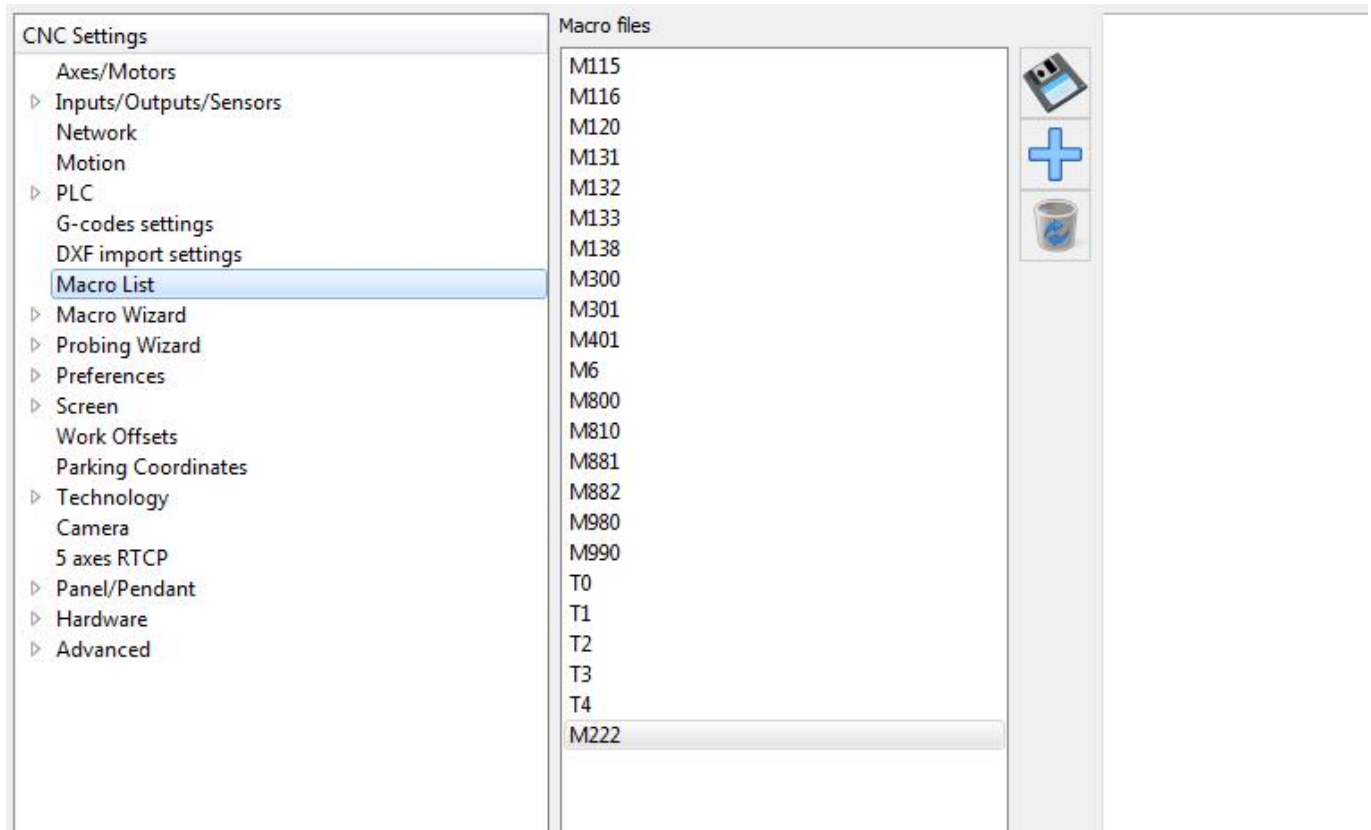 CNC Settings
Axes/Motors
Inputs/Outputs/Sensors
Network
Motion
PLC
G-codes settings
DXF import settings
Macro List
Macro Wizard
Probing Wizard
Preferences
Screen
Work Offsets
Parking Coordinates
Technology
Camera
5 axes RTCP
Panel/Pendant
Hardware
Advanced
Macro files
M115
M116
M120
M131
M132
M133
M138
M300
M301
M401
M6
M800
M810
M881
M882
M980
M990
T0
T1
T2
T3
T4
M222